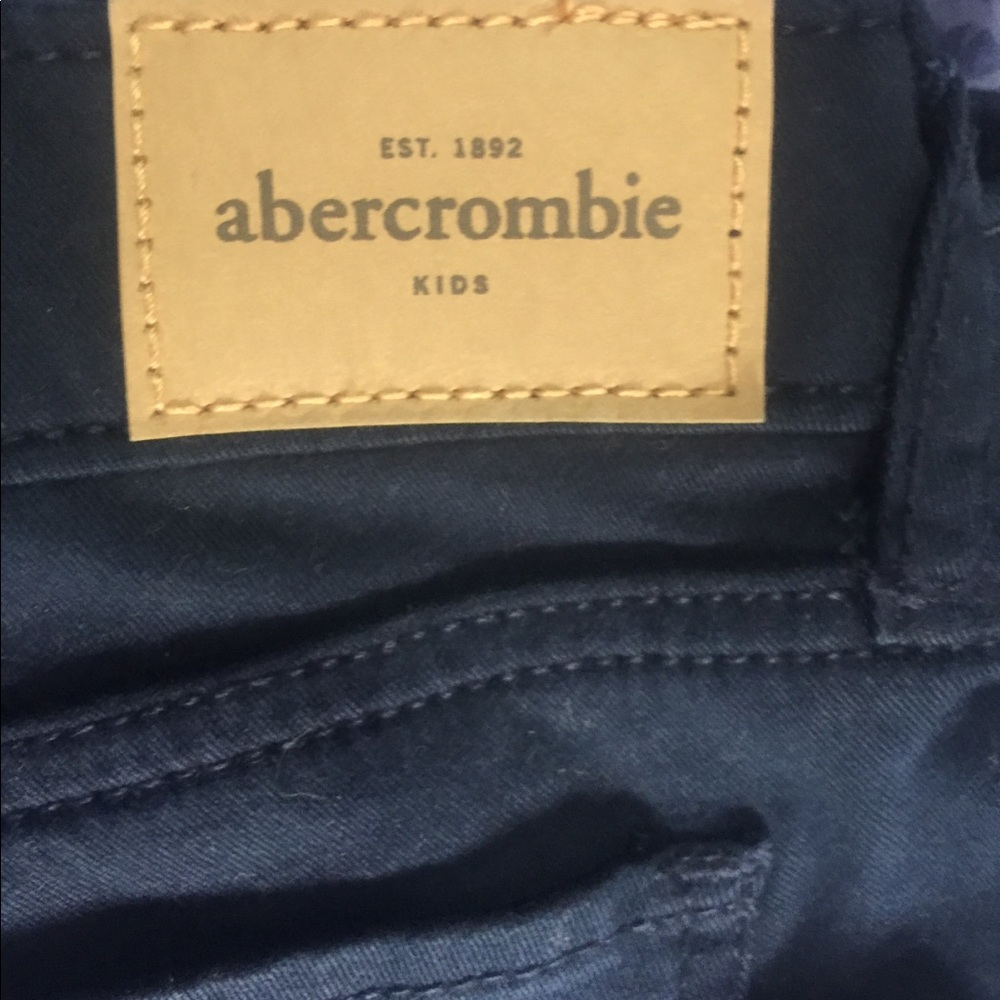 EST. 1892
abercrombie
KIDS